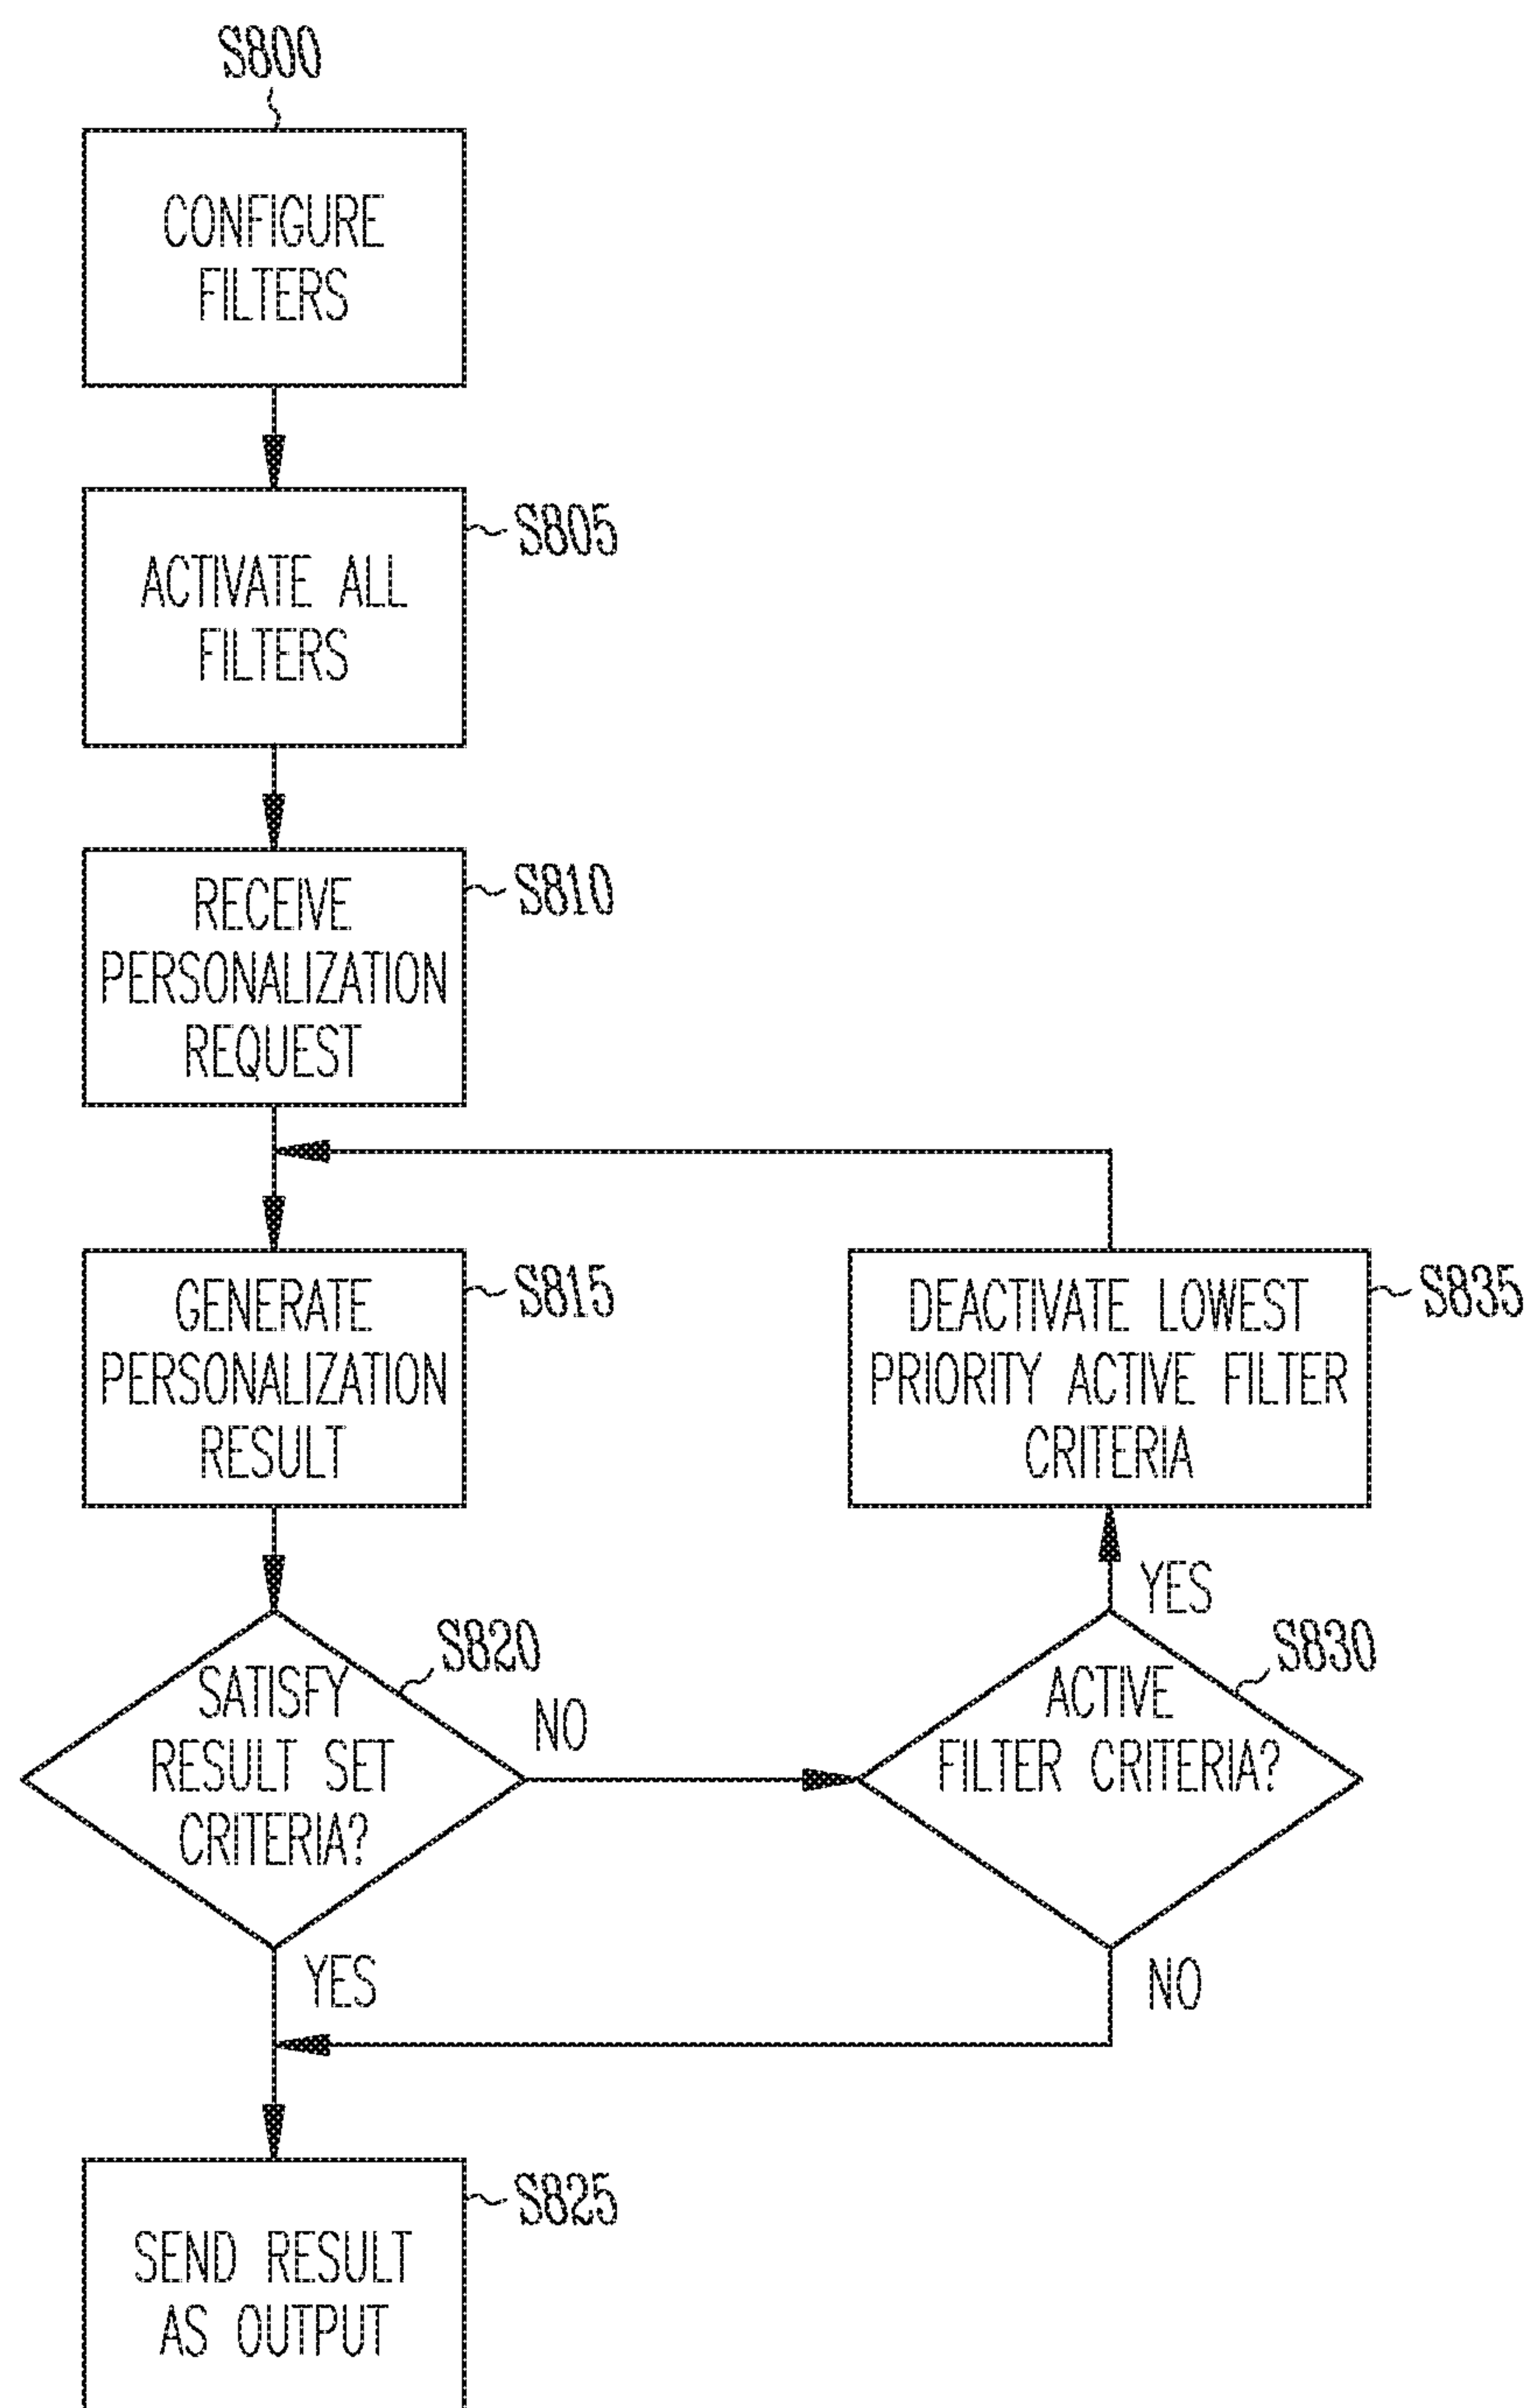 S800
CONFIGURE
FILTERS
S805
ACTIVATE ALL
FILTERS
S810
RECEIVE
PERSONALIZATION
REQUEST
S815
GENERATE
PERSONALIZATION
RESULT
S835
DEACTIVATE LOWEST
PRIORITY ACTIVE FILTER
CRITERIA
YES
S820
SATISFY
RESULT SET
CRITERIA?
NO
S830
ACTIVE
FILTER CRITERIA?
YES
NO
S825
SEND RESULT
AS OUTPUT